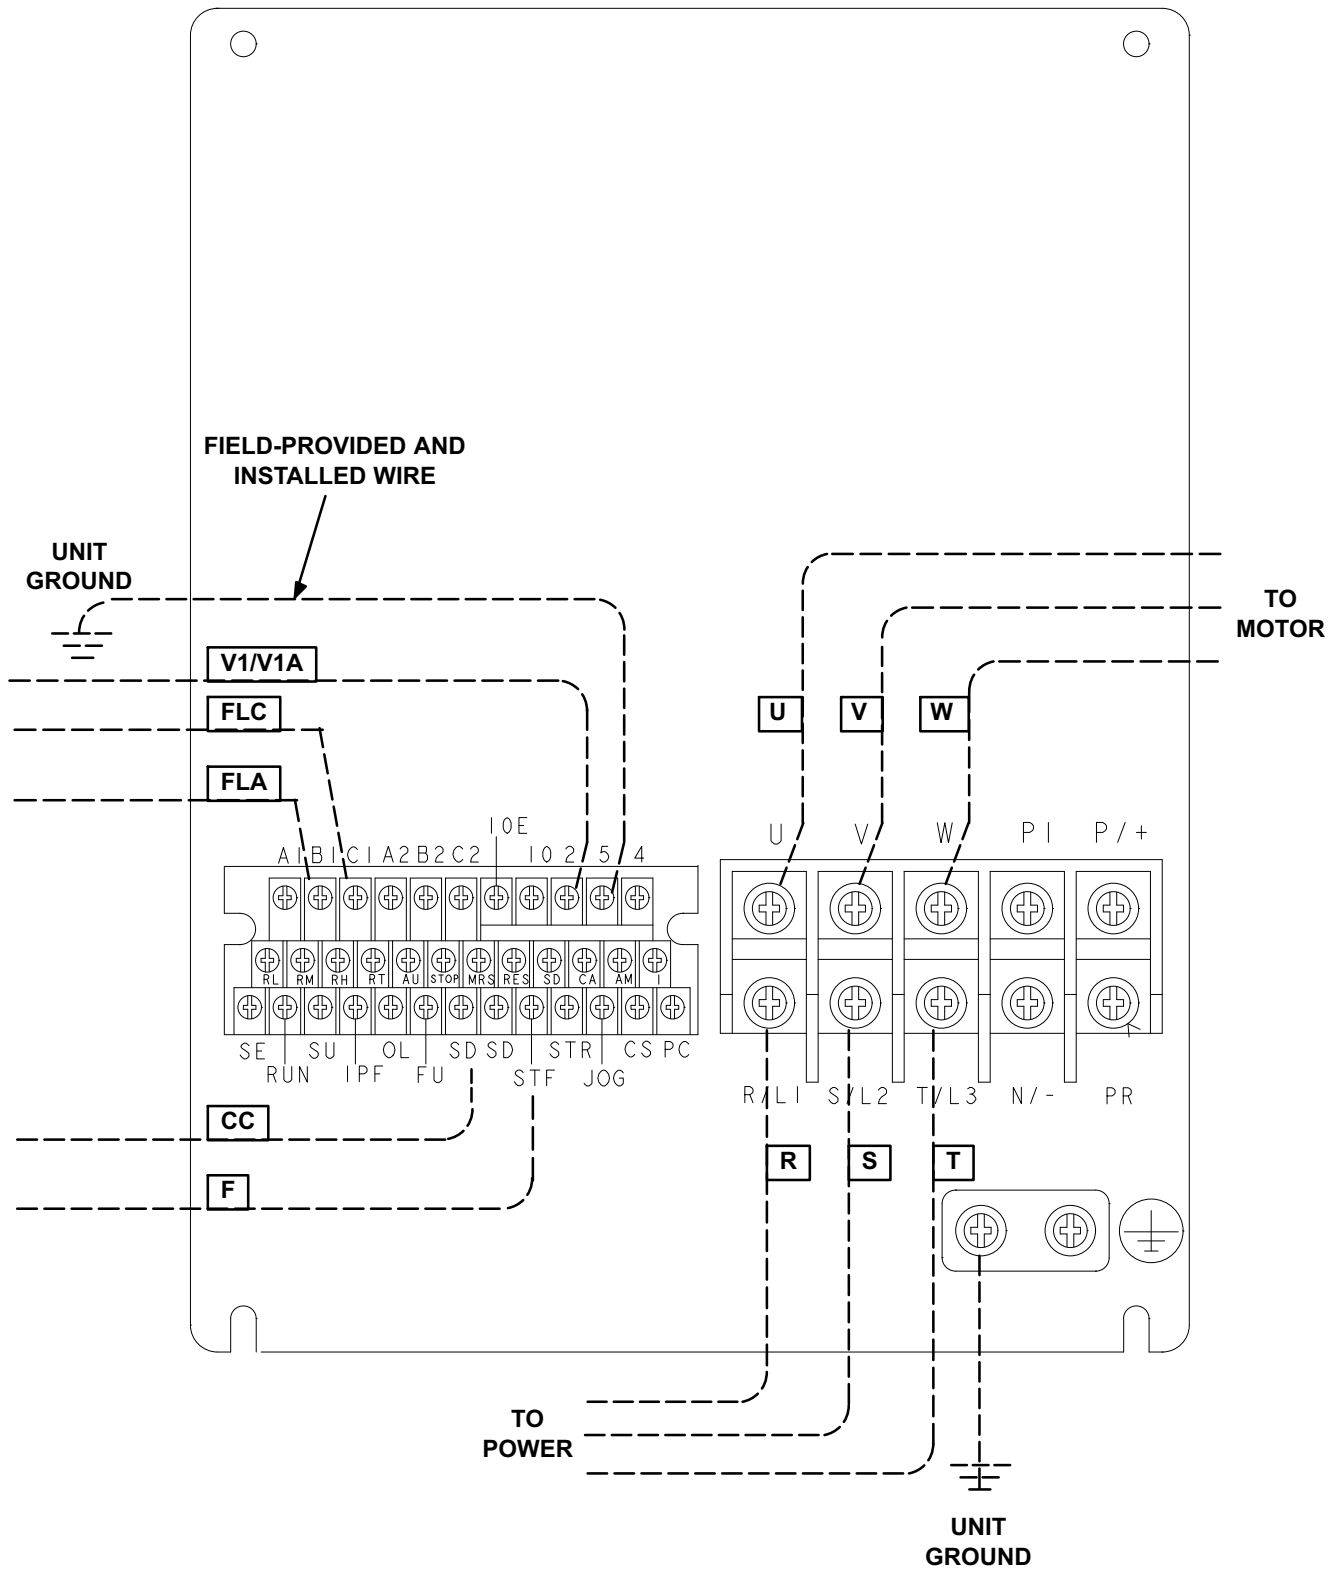 FIELD-PROVIDED AND
INSTALLED WIRE
UNIT
GROUND
TO
MOTOR
V1/V1A
FLC
FLA
U V W
10E
A1 B1 C1 A2 B2 C2 10 2 5 4
U V W P1 P/+
RL RM RH RT AU STOP MRS RES SD CA AM 1
SE SU OL SD SD STR CS PC
RUN IPF FU STF JOG
R/L1 S/L2 T/L3 N/- PR
CC
F
R S T
TO
POWER
UNIT
GROUND